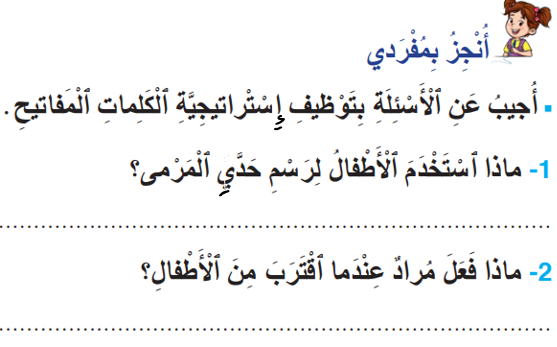 أُنْجِزُ بِمُفْرَدي
▪ أُجيبُ عَنِ ٱلْأَسْئِلَةِ بِتَوْظيفِ إِسْتْراتيجِيَّةِ ٱلْكَلِماتِ ٱلْمَفاتيحِ.
1- ماذا ٱسْتَخْدَمَ ٱلْأَطْفالُ لِرَسْمِ حَدَّيِ ٱلْمَرْمى؟
2- ماذا فَعَلَ مُرادٌ عِنْدَما ٱقْتَرَبَ مِنَ ٱلْأَطْفالِ؟